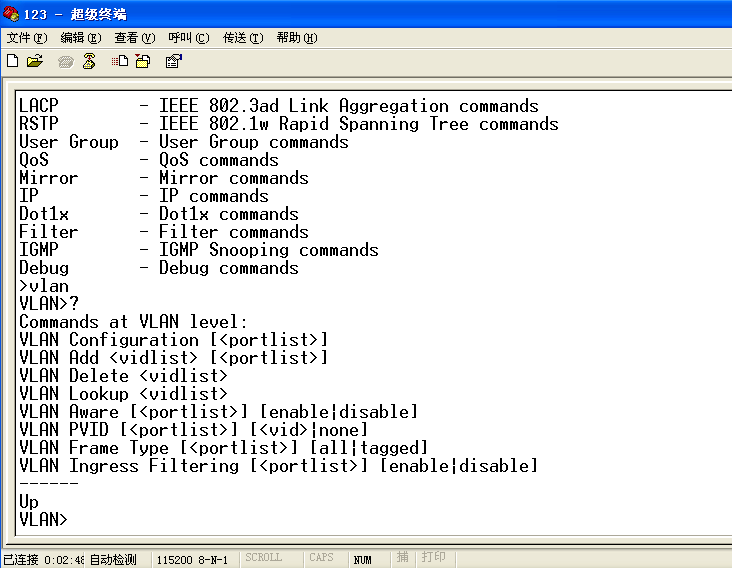 123 - 超级终端
文件(F) 编辑(E) 查看(V) 呼叫(C) 传送(T) 帮助(H)
LACP - IEEE 802.3ad Link Aggregation commands
RSTP - IEEE 802.1w Rapid Spanning Tree commands
User Group - User Group commands
QoS - QoS commands
Mirror - Mirror commands
IP - IP commands
Dot1x - Dot1x commands
Filter - Filter commands
IGMP - IGMP Snooping commands
Debug - Debug commands
>vlan
VLAN>?
Commands at VLAN level:
VLAN Configuration [<portlist>]
VLAN Add <vidlist> [<portlist>]
VLAN Delete <vidlist>
VLAN Lookup <vidlist>
VLAN Aware [<portlist>] [enable|disable]
VLAN PVID [<portlist>] [<vid>|none]
VLAN Frame Type [<portlist>] [all|tagged]
VLAN Ingress Filtering [<portlist>] [enable|disable]
------
Up
VLAN>
已连接 0:02:48 自动检测 115200 8-N-1 SCROLL CAPS NUM 捕 打印